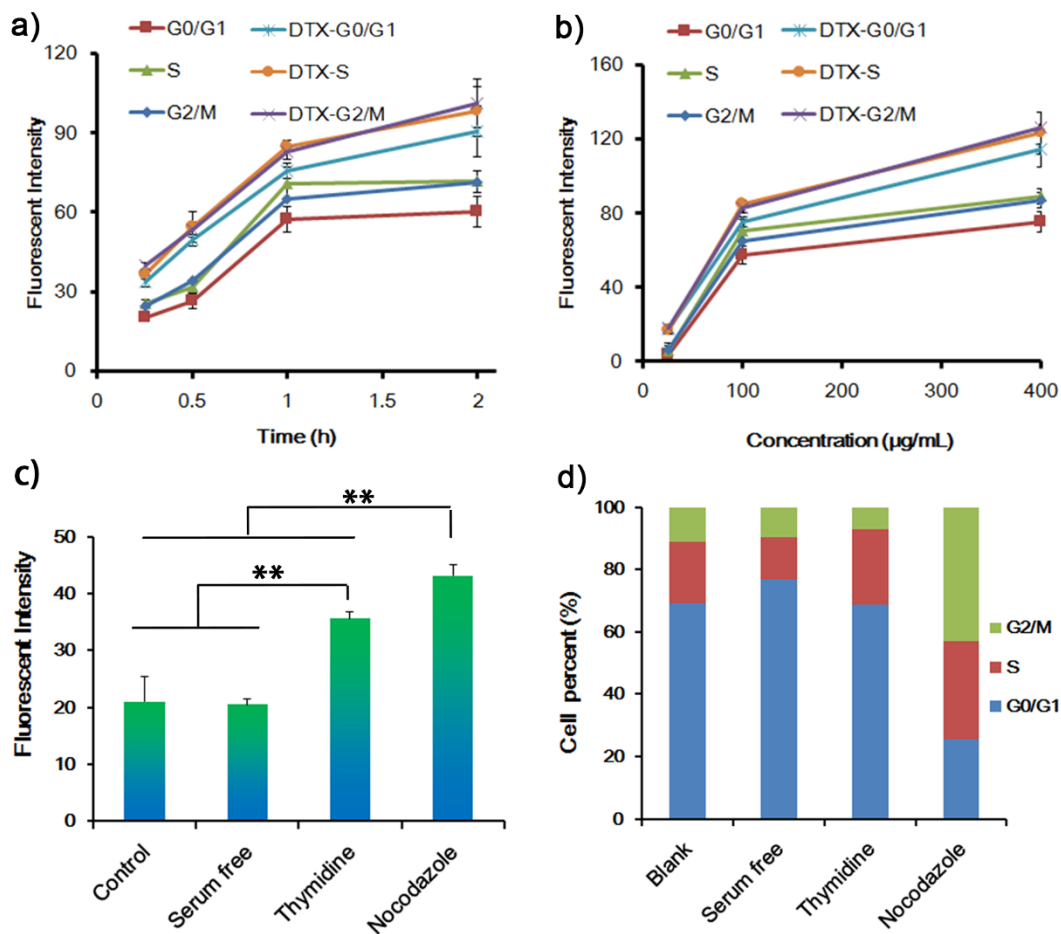 a)
G0/G1 DTX-G0/G1
S DTX-S
G2/M DTX-G2/M
120
90
60
30
0
Fluorescent Intensity
0 0.5 1 1.5 2
Time (h)
b)
G0/G1 DTX-G0/G1
S DTX-S
G2/M DTX-G2/M
160
120
80
40
0
Fluorescent Intensity
0 100 200 300 400
Concentration (µg/mL)
c)
**
**
50
40
30
20
10
0
Fluorescent Intensity
Control Serum free Thymidine Nocodazole
d)
100
80
60
40
20
0
Cell percent (%)
G2/M
S
G0/G1
Blank Serum free Thymidine Nocodazole